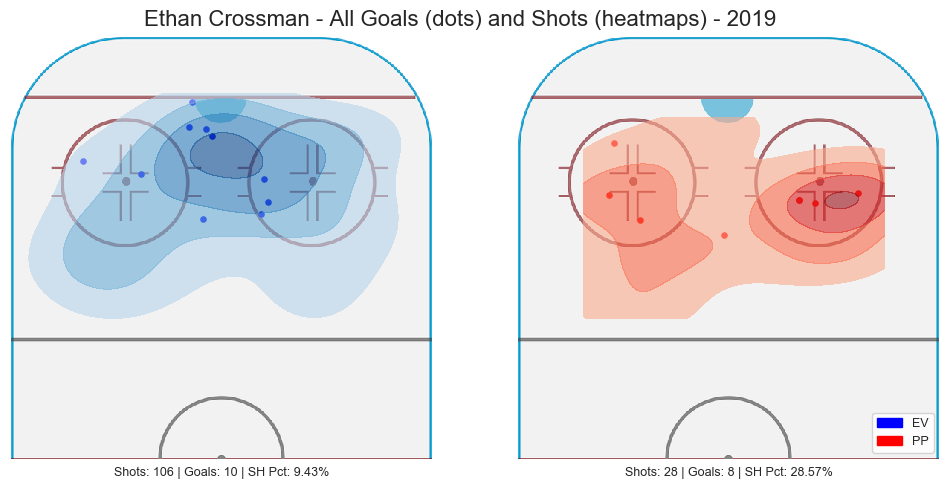 Ethan Crossman - All Goals (dots) and Shots (heatmaps) - 2019
EV
PP
Shots: 106 | Goals: 10 | SH Pct: 9.43%
Shots: 28 | Goals: 8 | SH Pct: 28.57%